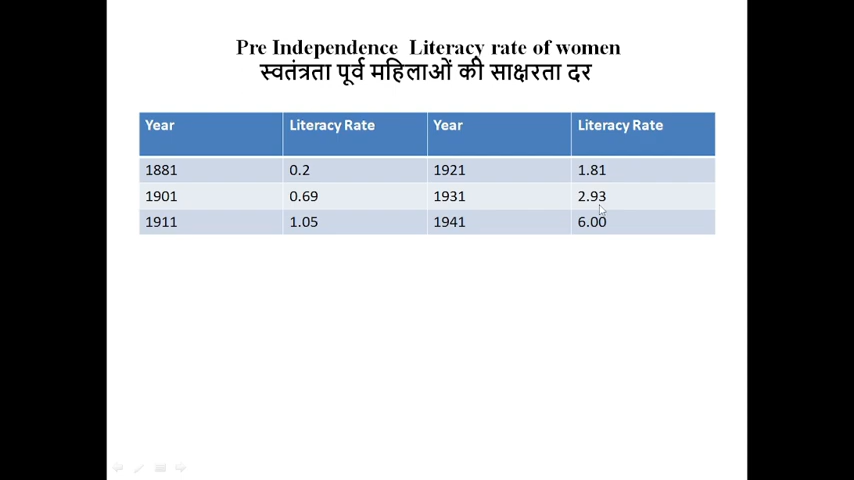 Pre Independence Literacy rate of women
स्वतंत्रता पूर्व महिलाओं की साक्षरता दर
Year Literacy Rate Year Literacy Rate
1881 0.2 1921 1.81
1901 0.69 1931 2.93
1911 1.05 1941 6.00